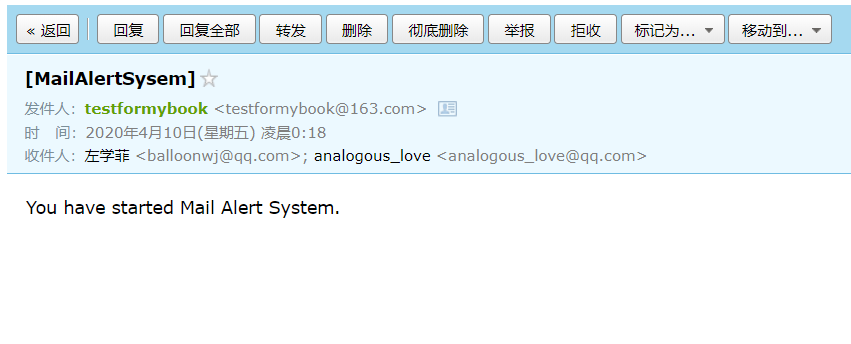 « 返回 回复 回复全部 转发 删除 彻底删除 举报 拒收 标记为... 移动到...
[MailAlertSysem]
发件人：testformybook <testformybook@163.com>
时　间：2020年4月10日(星期五) 凌晨0:18
收件人：左学菲 <balloonwj@qq.com>; analogous_love <analogous_love@qq.com>
You have started Mail Alert System.